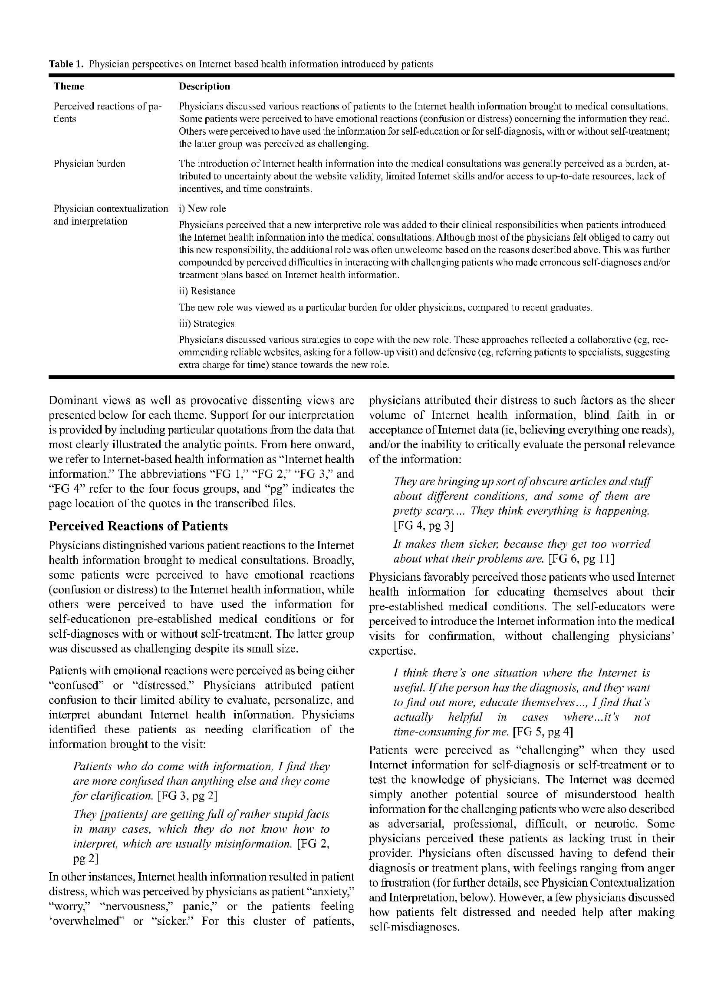 Table 1. Physician perspectives on Internet-based health information introduced by patients
Theme
Description
Perceived reactions of pa-
tients
Physicians discussed various reactions of patients to the Internet health information brought to medical consultations.
Some patients were perceived to have emotional reactions (confusion or distress) concerning the information they read.
Others were perceived to have used the information for self-education or for self-diagnosis, with or without self-treatment;
the latter group was perceived as challenging.
Physician burden
The introduction of Internet health information into the medical consultations was generally perceived as a burden, at-
tributed to uncertainty about the website validity, limited Internet skills and/or access to up-to-date resources, lack of
incentives, and time constraints.
Physician contextualization
and interpretation
i) New role
Physicians perceived that a new interpretive role was added to their clinical responsibilities when patients introduced
the Internet health information into the medical consultations. Although most of the physicians felt obliged to carry out
this new responsibility, the additional role was often unwelcome based on the reasons described above. This was further
compounded by perceived difficulties in interacting with challenging patients who made erroneous self-diagnoses and/or
treatment plans based on Internet health information.
ii) Resistance
The new role was viewed as a particular burden for older physicians, compared to recent graduates.
iii) Strategies
Physicians discussed various strategies to cope with the new role. These approaches reflected a collaborative (eg, rec-
ommending reliable websites, asking for a follow-up visit) and defensive (eg, referring patients to specialists, suggesting
extra charge for time) stance towards the new role.
Dominant views as well as provocative dissenting views are
presented below for each theme. Support for our interpretation
is provided by including particular quotations from the data that
most clearly illustrated the analytic points. From here onward,
we refer to Internet-based health information as “Internet health
information.” The abbreviations “FG 1,” “FG 2,” “FG 3,” and
“FG 4” refer to the four focus groups, and “pg” indicates the
page location of the quotes in the transcribed files.
Perceived Reactions of Patients
Physicians distinguished various patient reactions to the Internet
health information brought to medical consultations. Broadly,
some patients were perceived to have emotional reactions
(confusion or distress) to the Internet health information, while
others were perceived to have used the information for
self-educationon pre-established medical conditions or for
self-diagnoses with or without self-treatment. The latter group
was discussed as challenging despite its small size.
Patients with emotional reactions were perceived as being either
“confused” or “distressed.” Physicians attributed patient
confusion to their limited ability to evaluate, personalize, and
interpret abundant Internet health information. Physicians
identified these patients as needing clarification of the
information brought to the visit:
Patients who do come with information, I find they
are more confused than anything else and they come
for clarification. [FG 3, pg 2]
They [patients] are getting full of rather stupid facts
in many cases, which they do not know how to
interpret, which are usually misinformation. [FG 2,
pg 2]
In other instances, Internet health information resulted in patient
distress, which was perceived by physicians as patient “anxiety,”
“worry,” “nervousness,” panic,” or the patients feeling
‘overwhelmed” or “sicker.” For this cluster of patients,
physicians attributed their distress to such factors as the sheer
volume of Internet health information, blind faith in or
acceptance of Internet data (ie, believing everything one reads),
and/or the inability to critically evaluate the personal relevance
of the information:
They are bringing up sort of obscure articles and stuff
about different conditions, and some of them are
pretty scary.… They think everything is happening.
[FG 4, pg 3]
It makes them sicker, because they get too worried
about what their problems are. [FG 6, pg 11]
Physicians favorably perceived those patients who used Internet
health information for educating themselves about their
pre-established medical conditions. The self-educators were
perceived to introduce the Internet information into the medical
visits for confirmation, without challenging physicians’
expertise.
I think there’s one situation where the Internet is
useful. If the person has the diagnosis, and they want
to find out more, educate themselves…, I find that’s
actually helpful in cases where…it’s not
time-consuming for me. [FG 5, pg 4]
Patients were perceived as “challenging” when they used
Internet information for self-diagnosis or self-treatment or to
test the knowledge of physicians. The Internet was deemed
simply another potential source of misunderstood health
information for the challenging patients who were also described
as adversarial, professional, difficult, or neurotic. Some
physicians perceived these patients as lacking trust in their
provider. Physicians often discussed having to defend their
diagnosis or treatment plans, with feelings ranging from anger
to frustration (for further details, see Physician Contextualization
and Interpretation, below). However, a few physicians discussed
how patients felt distressed and needed help after making
self-misdiagnoses.